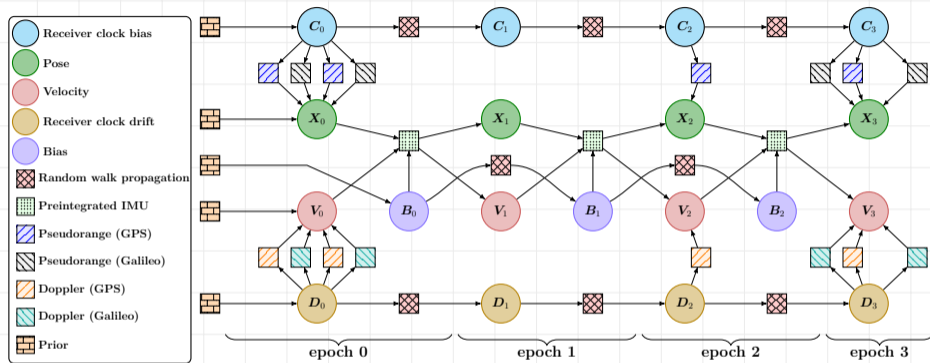 Receiver clock bias
Pose
Velocity
Receiver clock drift
Bias
Random walk propagation
Preintegrated IMU
Pseudorange (GPS)
Pseudorange (Galileo)
Doppler (GPS)
Doppler (Galileo)
Prior
C₀ C₁ C₂ C₃
X₀ X₁ X₂ X₃
V₀ B₀ V₁ B₁ V₂ B₂ V₃
D₀ D₁ D₂ D₃
epoch 0 epoch 1 epoch 2 epoch 3